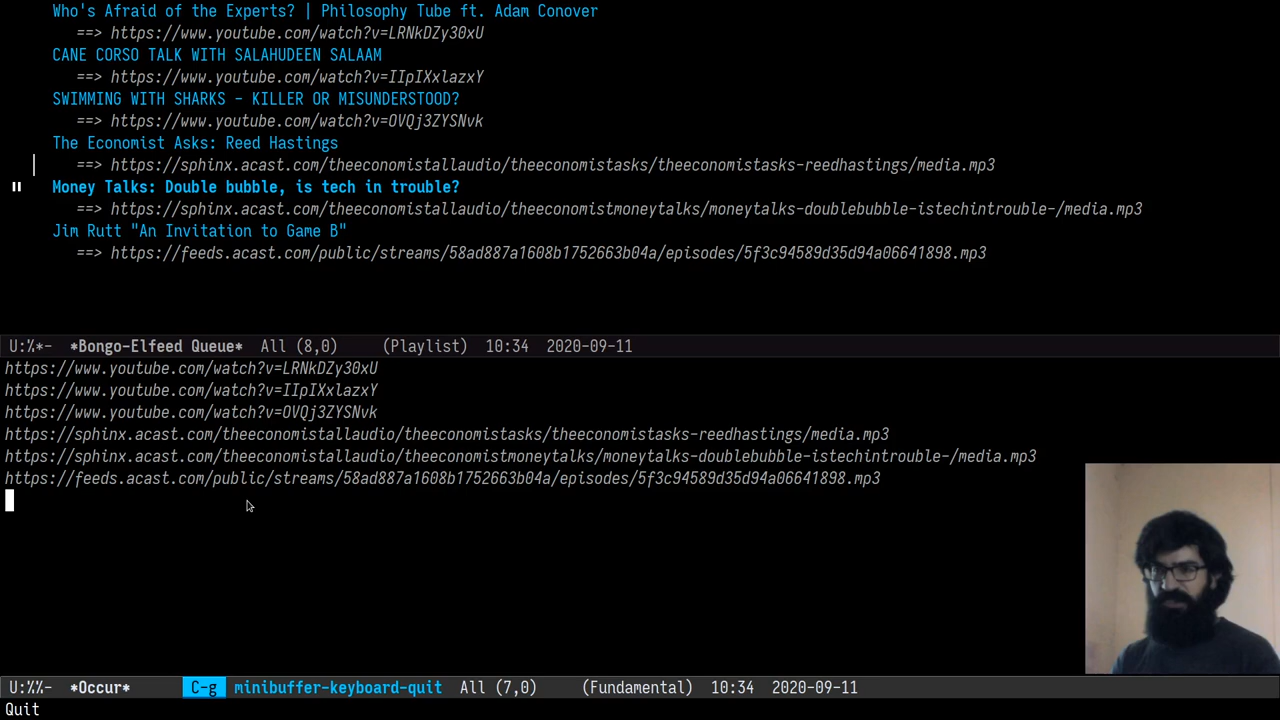 Who's Afraid of the Experts? | Philosophy Tube ft. Adam Conover
==> https://www.youtube.com/watch?v=LRNkDZy30xU
CANE CORSO TALK WITH SALAHUDEEN SALAAM
==> https://www.youtube.com/watch?v=IIpIXxlazxY
SWIMMING WITH SHARKS - KILLER OR MISUNDERSTOOD?
==> https://www.youtube.com/watch?v=OVQj3ZYSNvk
The Economist Asks: Reed Hastings
==> https://sphinx.acast.com/theeconomistallaudio/theeconomistasks/theeconomistasks-reedhastings/media.mp3
Money Talks: Double bubble, is tech in trouble?
==> https://sphinx.acast.com/theeconomistallaudio/theeconomistmoneytalks/moneytalks-doublebubble-istechintrouble-/media.mp3
Jim Rutt "An Invitation to Game B"
==> https://feeds.acast.com/public/streams/58ad887a1608b1752663b04a/episodes/5f3c94589d35d94a06641898.mp3
U:%*- *Bongo-Elfeed Queue* All (8,0) (Playlist) 10:34 2020-09-11
https://www.youtube.com/watch?v=LRNkDZy30xU
https://www.youtube.com/watch?v=IIpIXxlazxY
https://www.youtube.com/watch?v=OVQj3ZYSNvk
https://sphinx.acast.com/theeconomistallaudio/theeconomistasks/theeconomistasks-reedhastings/media.mp3
https://sphinx.acast.com/theeconomistallaudio/theeconomistmoneytalks/moneytalks-doublebubble-istechintrouble-/media.mp3
https://feeds.acast.com/public/streams/58ad887a1608b1752663b04a/episodes/5f3c94589d35d94a06641898.mp3
U:%%- *Occur* C-g minibuffer-keyboard-quit All (7,0) (Fundamental) 10:34 2020-09-11
Quit